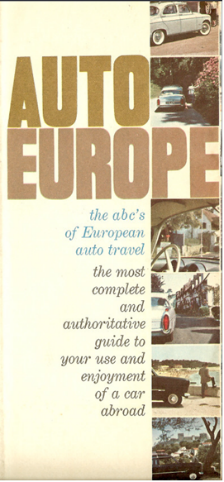 AUTO
EUROPE
the abc's
of European
auto travel
the most
complete
and
authoritative
guide to
your use and
enjoyment
of a car
abroad